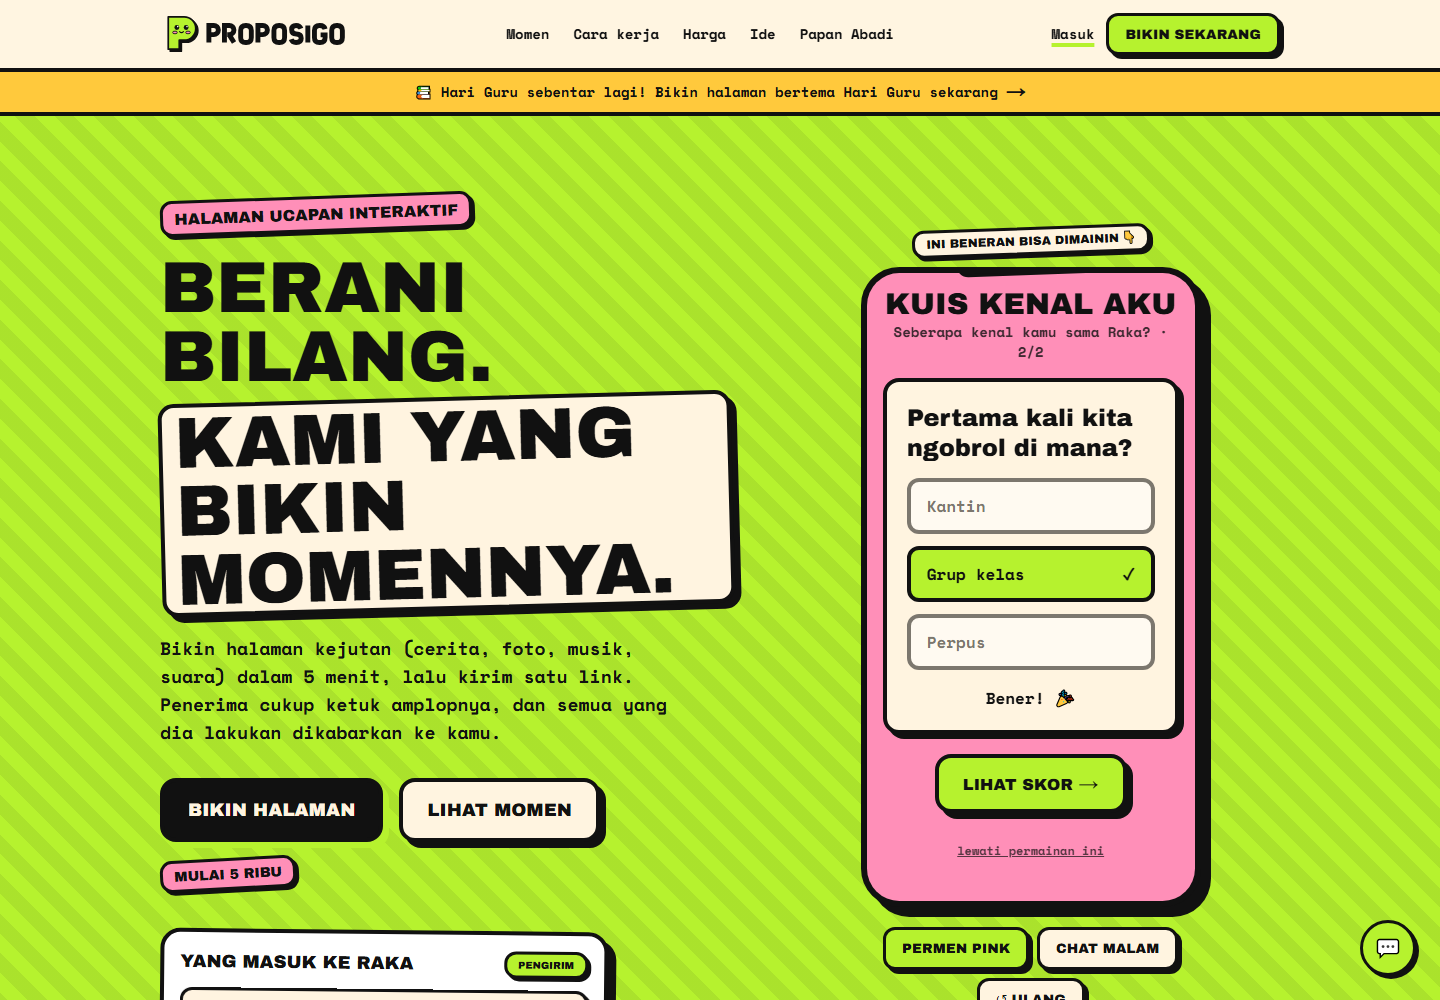 PROPOSIGO
Momen Cara kerja Harga Ide Papan Abadi
Masuk BIKIN SEKARANG
Hari Guru sebentar lagi! Bikin halaman bertema Hari Guru sekarang →
HALAMAN UCAPAN INTERAKTIF
BERANI
BILANG.
KAMI YANG
BIKIN
MOMENNYA.
Bikin halaman kejutan (cerita, foto, musik,
suara) dalam 5 menit, lalu kirim satu link.
Penerima cukup ketuk amplopnya, dan semua yang
dia lakukan dikabarkan ke kamu.
BIKIN HALAMAN LIHAT MOMEN
MULAI 5 RIBU
YANG MASUK KE RAKA PENGIRIM
INI BENERAN BISA DIMAININ 👇
KUIS KENAL AKU
Seberapa kenal kamu sama Raka? ·
2/2
Pertama kali kita
ngobrol di mana?
Kantin
Grup kelas ✓
Perpus
Bener! 🎉
LIHAT SKOR →
lewati permainan ini
PERMEN PINK CHAT MALAM
↺ ULANG